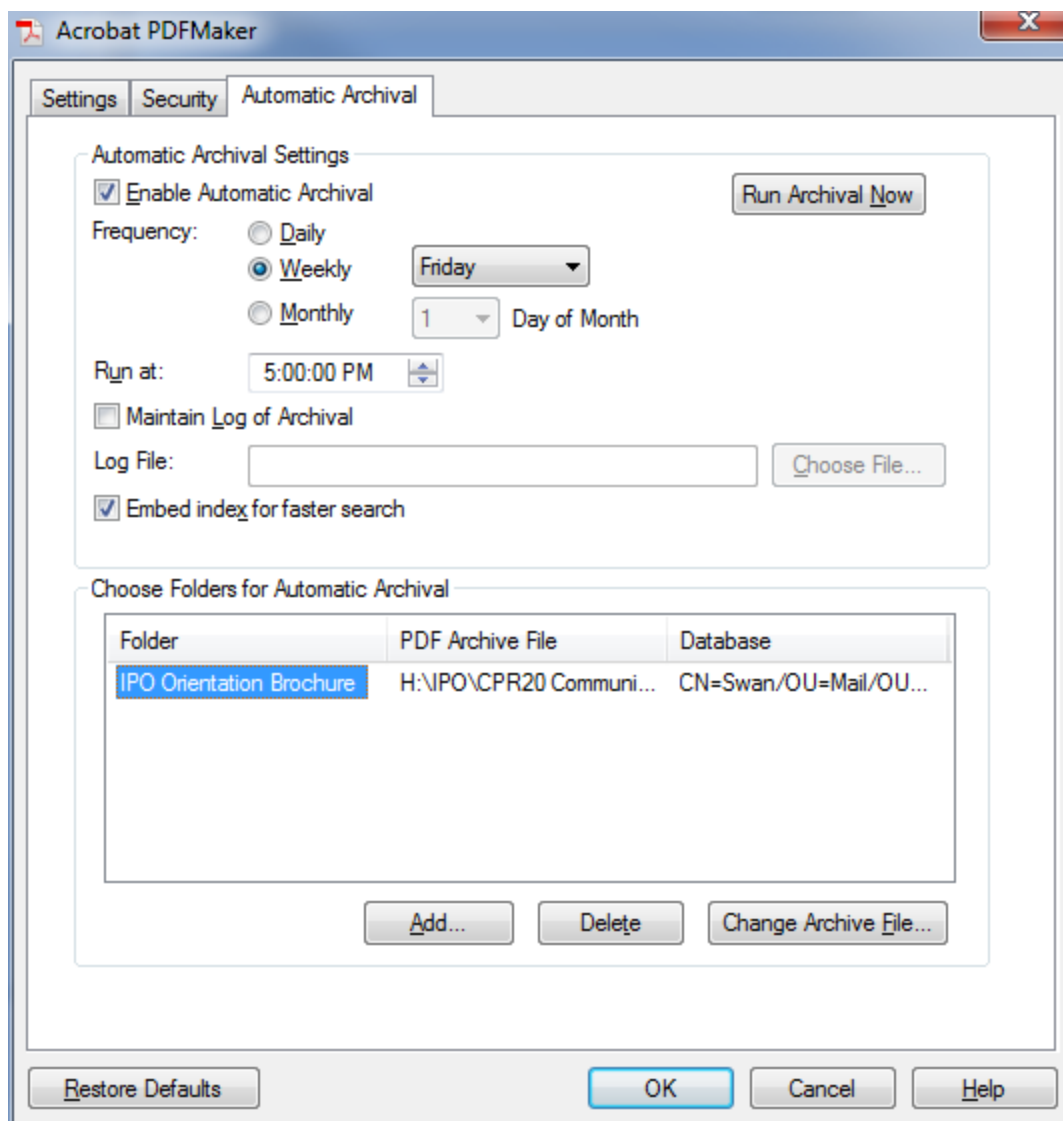 Acrobat PDFMaker
X
Settings Security Automatic Archival
Automatic Archival Settings
Enable Automatic Archival Run Archival Now
Frequency: Daily
Weekly Friday
Monthly 1 Day of Month
Run at: 5:00:00 PM
Maintain Log of Archival
Log File: Choose File...
Embed index for faster search
Choose Folders for Automatic Archival
Folder PDF Archive File Database
IPO Orientation Brochure H:\IPO\CPR20 Communi... CN=Swan/OU=Mail/OU...
Add... Delete Change Archive File...
Restore Defaults OK Cancel Help